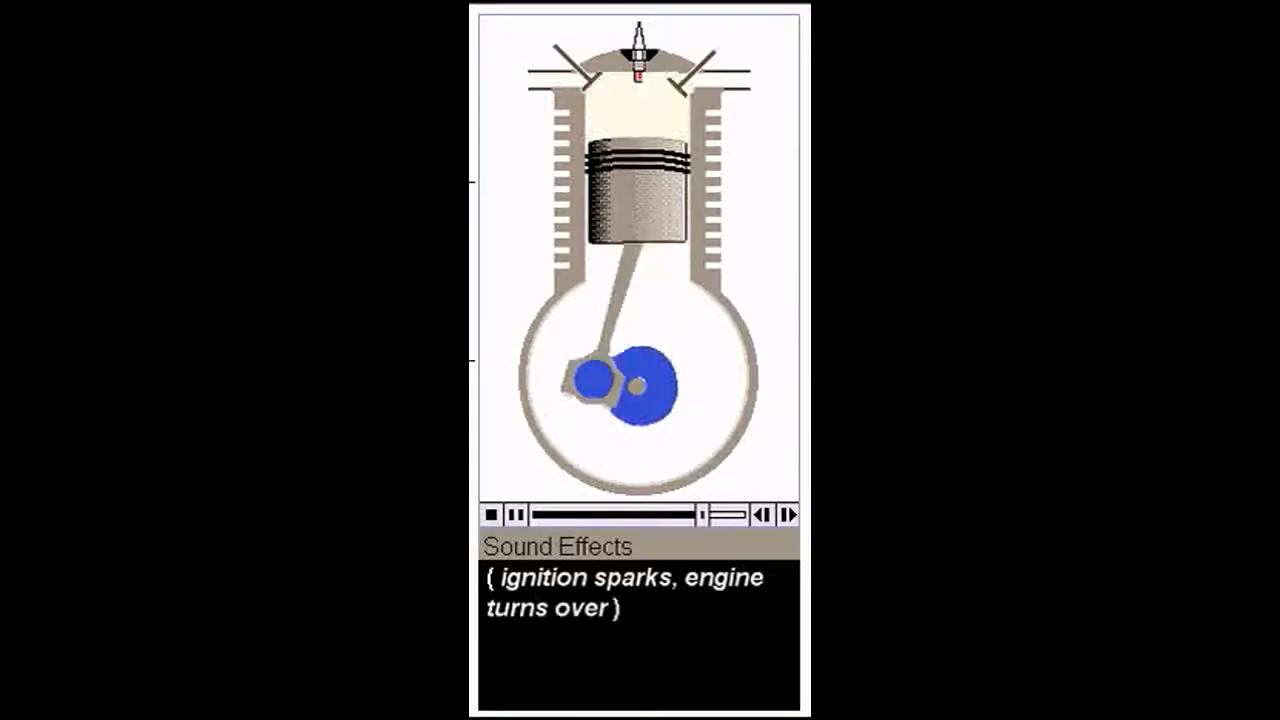 Sound Effects
( ignition sparks, engine
turns over )